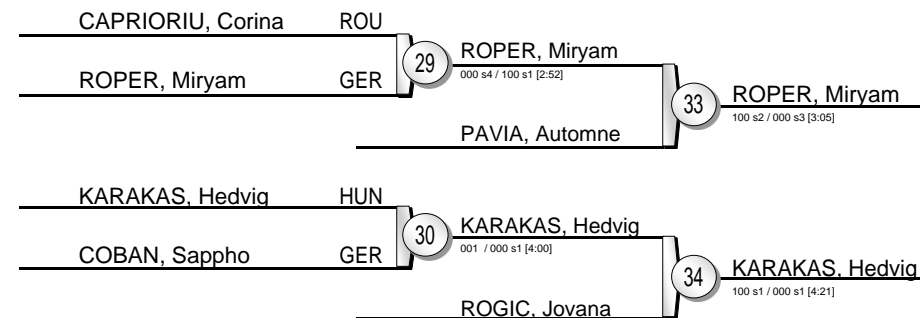 CAPRIORIU, Corina ROU
ROPER, Miryam GER
29
ROPER, Miryam
000 s4 / 100 s1 [2:52]
PAVIA, Automne
33
ROPER, Miryam
100 s2 / 000 s3 [3:05]
KARAKAS, Hedvig HUN
COBAN, Sappho GER
30
KARAKAS, Hedvig
001 / 000 s1 [4:00]
ROGIC, Jovana
34
KARAKAS, Hedvig
100 s1 / 000 s1 [4:21]